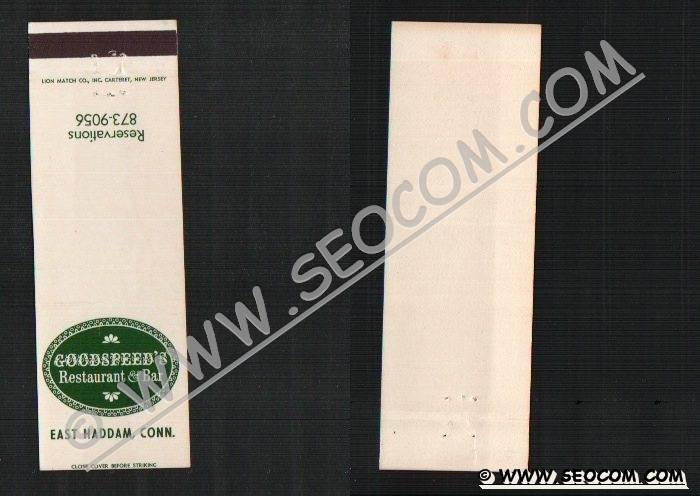 LION MATCH CO., INC. CARTERET, NEW JERSEY
Reservations
873-9056
GOODSPEED'S
Restaurant & Bar
EAST HADDAM, CONN.
CLOSE COVER BEFORE STRIKING
© WWW.SEOCOM.COM
© WWW.SEOCOM.COM